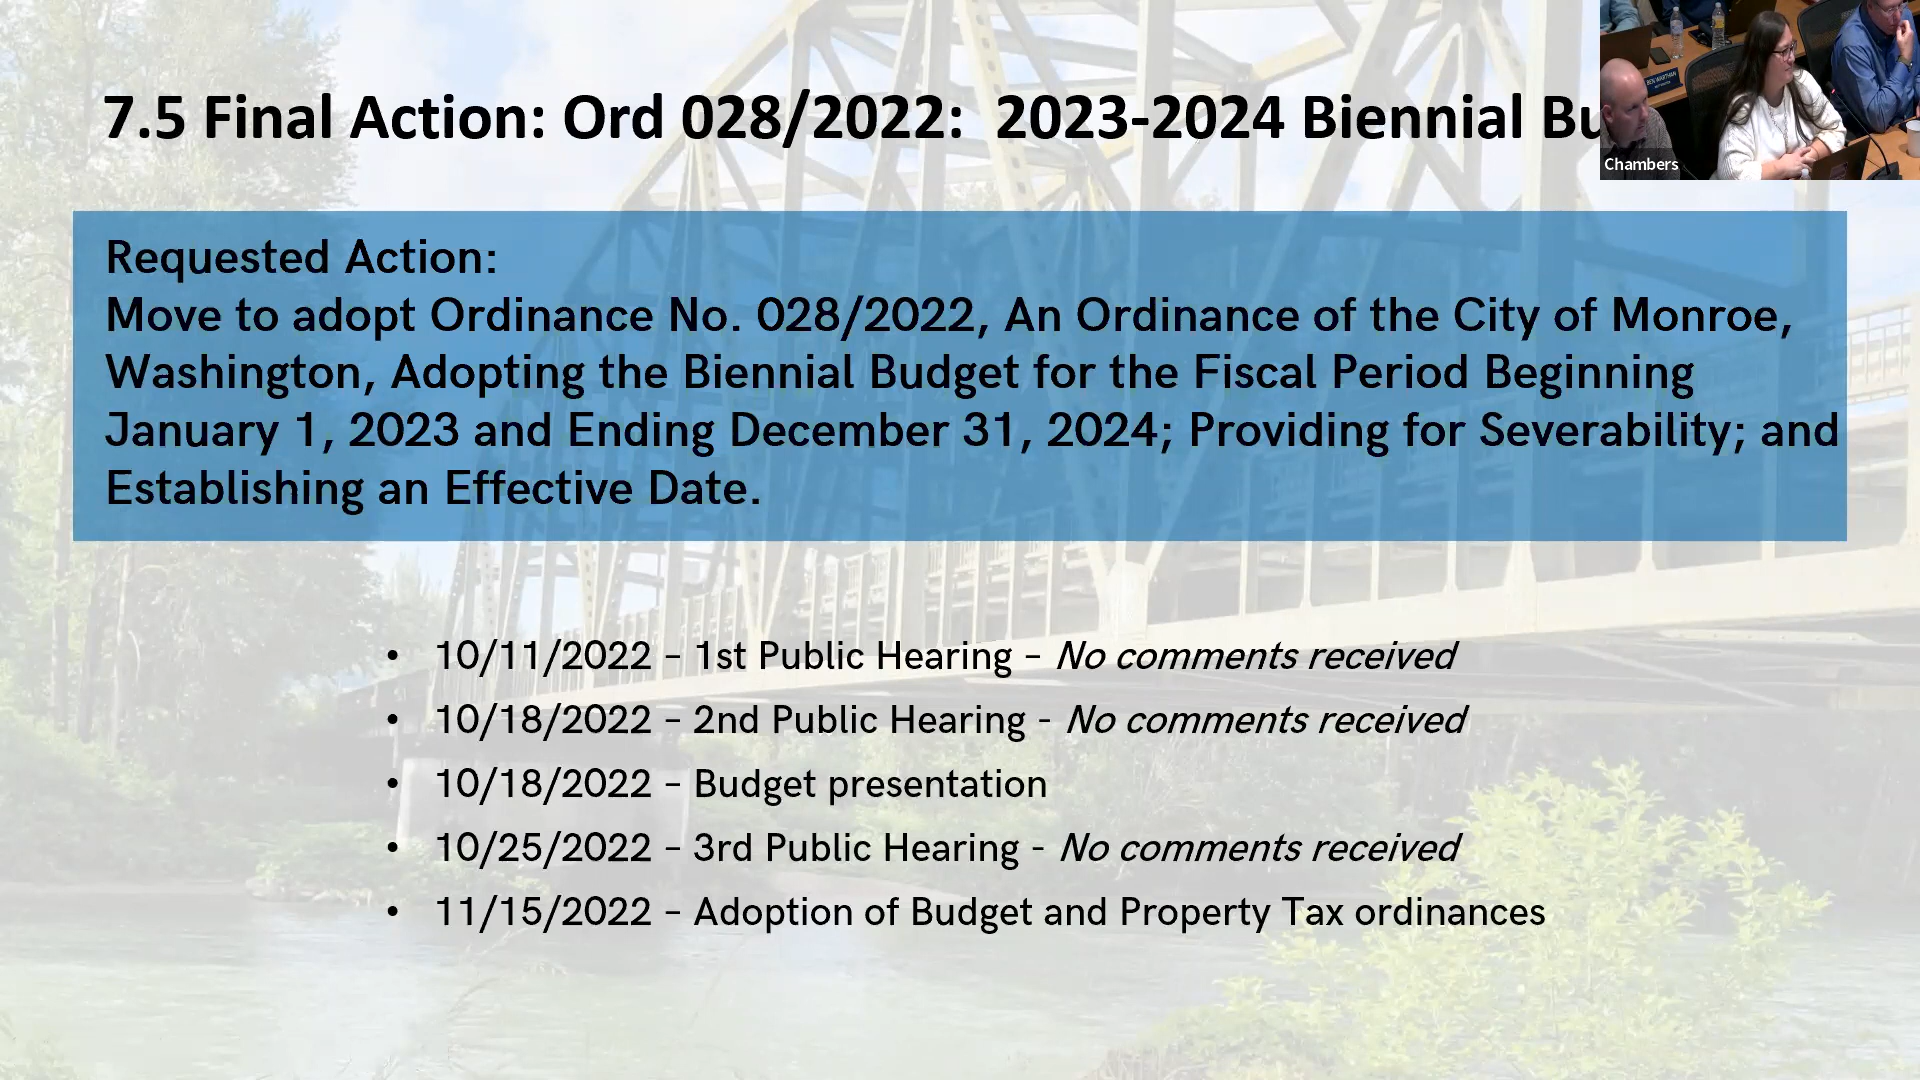 7.5 Final Action: Ord 028/2022: 2023-2024 Biennial
Chambers
Requested Action:
Move to adopt Ordinance No. 028/2022, An Ordinance of the City of Monroe,
Washington, Adopting the Biennial Budget for the Fiscal Period Beginning
January 1, 2023 and Ending December 31, 2024; Providing for Severability; and
Establishing an Effective Date.
• 10/11/2022 – 1st Public Hearing – No comments received
• 10/18/2022 – 2nd Public Hearing - No comments received
• 10/18/2022 – Budget presentation
• 10/25/2022 – 3rd Public Hearing - No comments received
• 11/15/2022 – Adoption of Budget and Property Tax ordinances